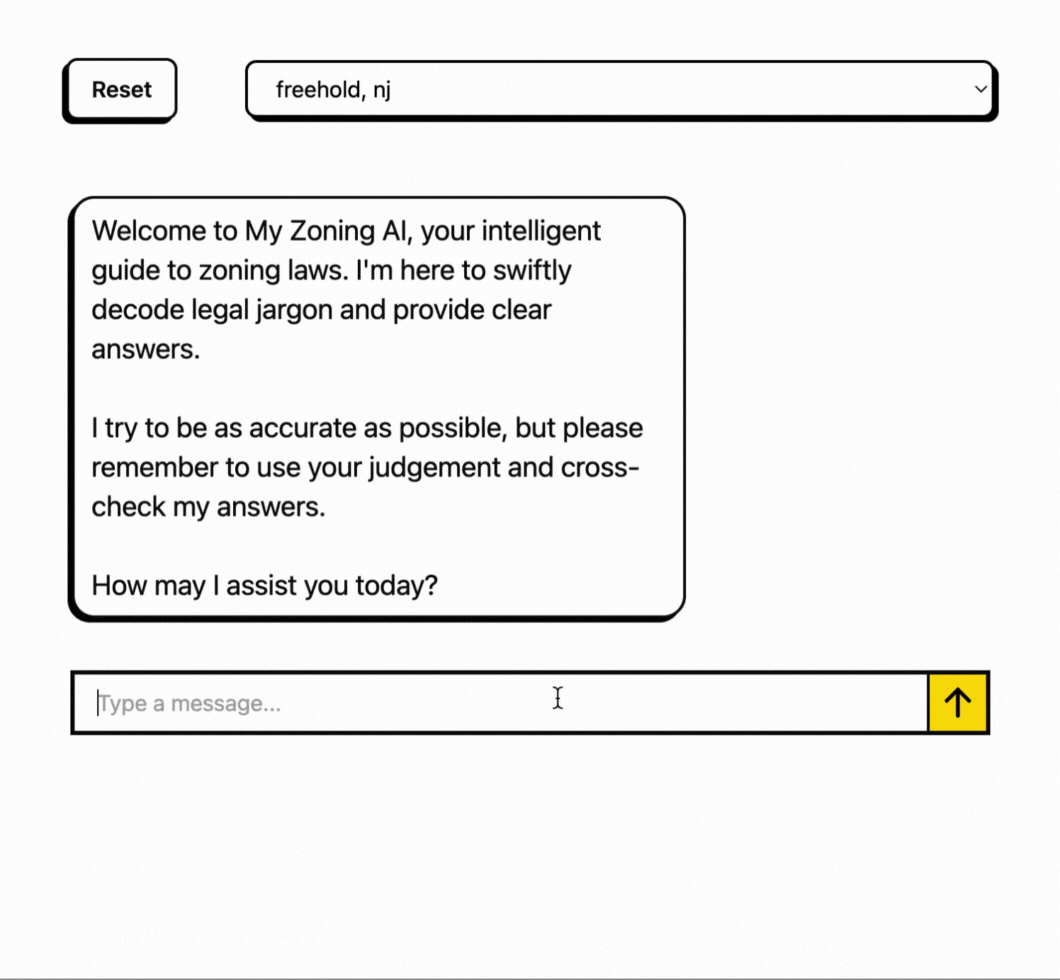 Reset
freehold, nj
Welcome to My Zoning AI, your intelligent
guide to zoning laws. I'm here to swiftly
decode legal jargon and provide clear
answers.
I try to be as accurate as possible, but please
remember to use your judgement and cross-
check my answers.
How may I assist you today?
Type a message...